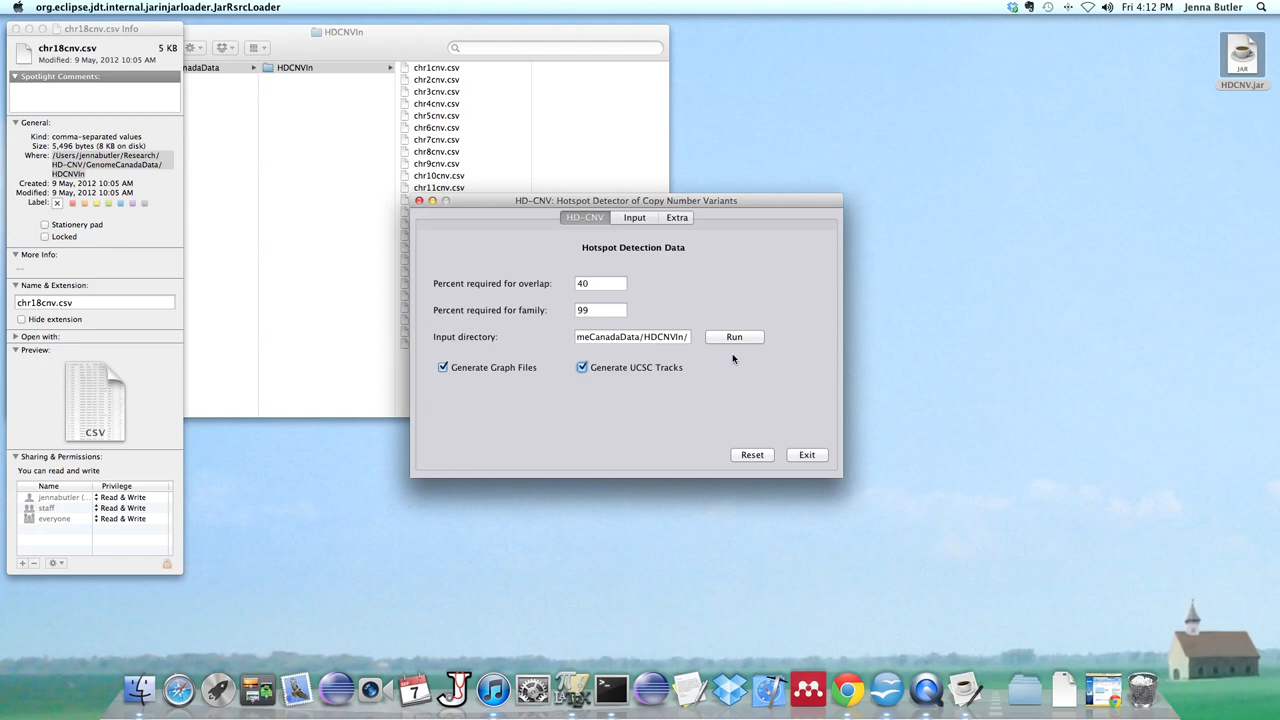 org.eclipse.jdt.internal.jarinjarloader.JarRsrcLoader
Fri 4:12 PM Jenna Butler
chr18cnv.csv Info
chr18cnv.csv 5 KB
Modified: 9 May, 2012 10:05 AM
Spotlight Comments:
General:
Kind: comma-separated values
Size: 5,496 bytes (8 KB on disk)
Where: /Users/jennabutler/Research/
HD-CNV/GenomeCanadaData/
HDCNVIn
Created: 9 May, 2012 10:05 AM
Modified: 9 May, 2012 10:05 AM
Label:
Stationery pad
Locked
More Info:
--
Name & Extension:
chr18cnv.csv
Hide extension
Open with:
Preview:
CSV
Sharing & Permissions:
You can read and write
Name Privilege
jennabutler (... Read & Write
staff Read & Write
everyone Read & Write
HDCNVIn
nadaData
HDCNVIn
chr1cnv.csv
chr2cnv.csv
chr3cnv.csv
chr4cnv.csv
chr5cnv.csv
chr6cnv.csv
chr7cnv.csv
chr8cnv.csv
chr9cnv.csv
chr10cnv.csv
chr11cnv.csv
HD-CNV: Hotspot Detector of Copy Number Variants
HD-CNV Input Extra
Hotspot Detection Data
Percent required for overlap: 40
Percent required for family: 99
Input directory: meCanadaData/HDCNVIn/ Run
Generate Graph Files Generate UCSC Tracks
Reset Exit
JAR
HDCNV.jar
7